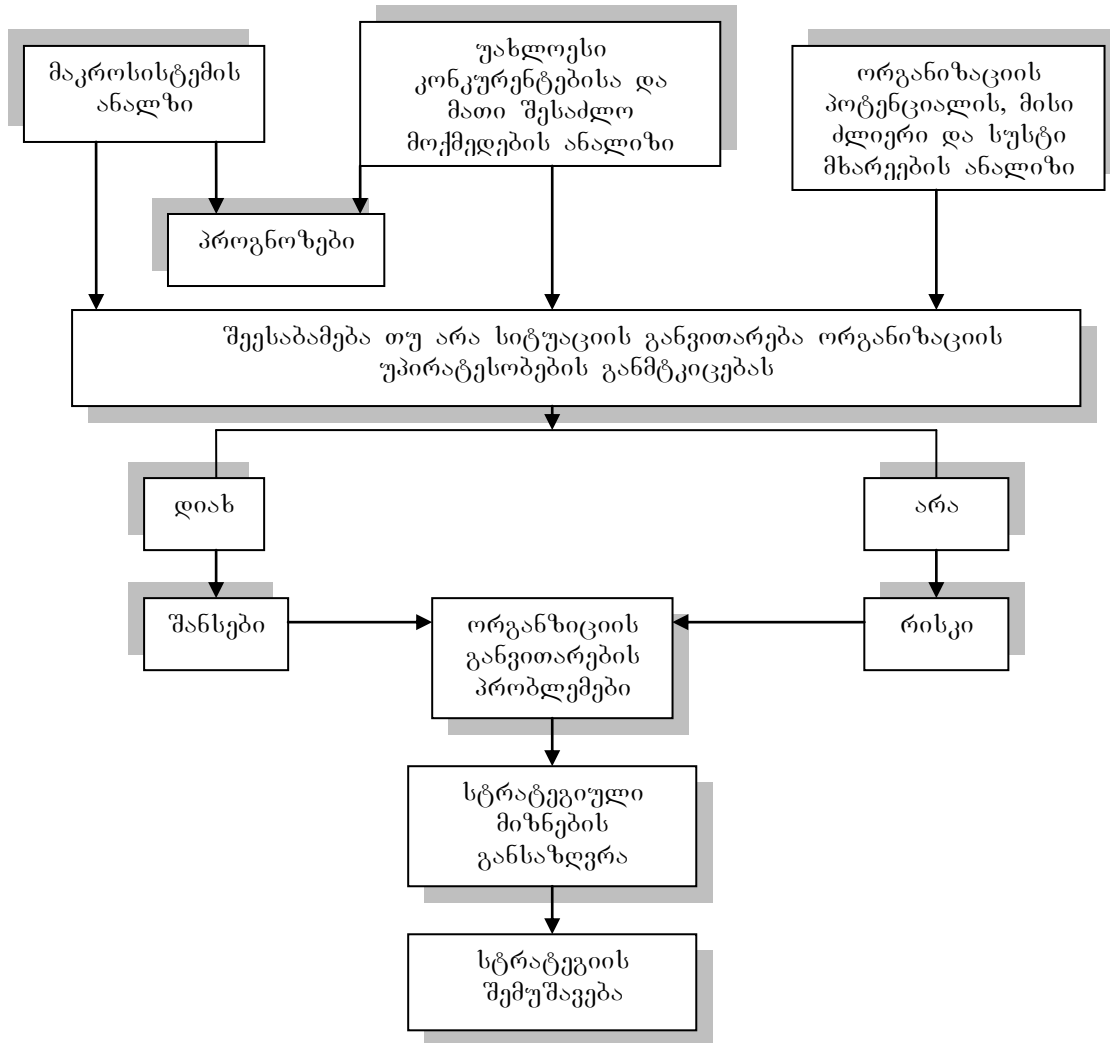 მაკროსისტემის
ანალზი
უახლოესი
კონკურენტებისა და
მათი შესაძლო
მოქმედების ანალიზი
ორგანიზაციის
პოტენციალის, მისი
ძლიერი და სუსტი
მხარეების ანალიზი
პროგნოზები
შეესაბამება თუ არა სიტუაციის განვითარება ორგანიზაციის
უპირატესობების განმტკიცებას
დიახ
არა
შანსები
ორგანზიციის
განვითარების
პრობლემები
რისკი
სტრატეგიული
მიზნების
განსაზღვრა
სტრატეგიის
შემუშავება